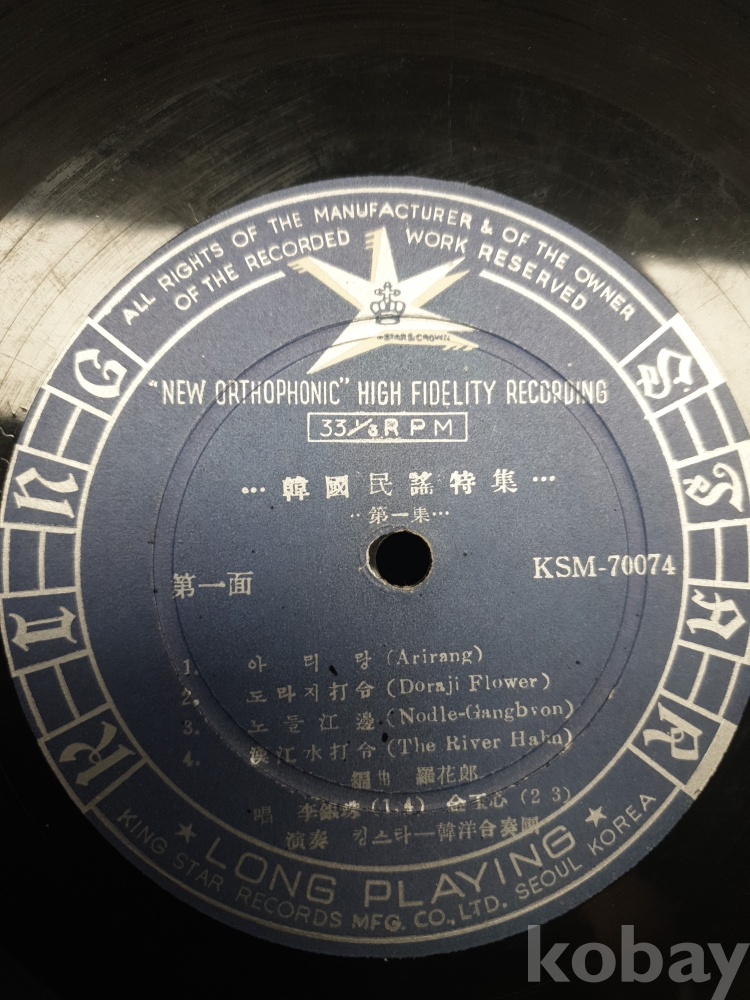 ALL RIGHTS OF THE MANUFACTURER & OF THE OWNER
OF THE RECORDED WORK RESERVED
STAR & CROWN
"NEW ORTHOPHONIC" HIGH FIDELITY RECORDING
33 1/3 RPM
KING
STAR
… 韓國民謠特集 …
‥第一集…
第一面
KSM-70074
1. 아리랑 (Arirang)
2. 도라지打令 (Doraji Flower)
3. 노들江邊 (Nodle-Gangbyon)
4. 漢江水打令 (The River Hahn)
編曲 羅花郎
唱 李銀珠 (1.4) 金玉心 (2 3)
演奏 킹스타—韓洋合奏團
★ LONG PLAYING ★
KING STAR RECORDS MFG. CO., LTD. SEOUL KOREA
kobay